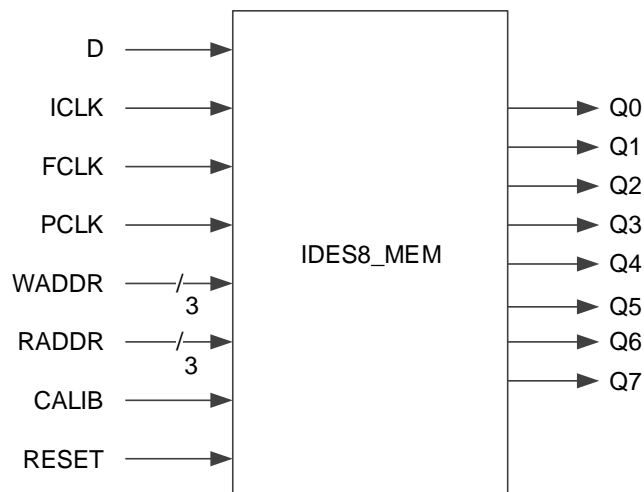 D
ICLK
FCLK
PCLK
WADDR
3
RADDR
3
CALIB
RESET
IDES8_MEM
Q0
Q1
Q2
Q3
Q4
Q5
Q6
Q7